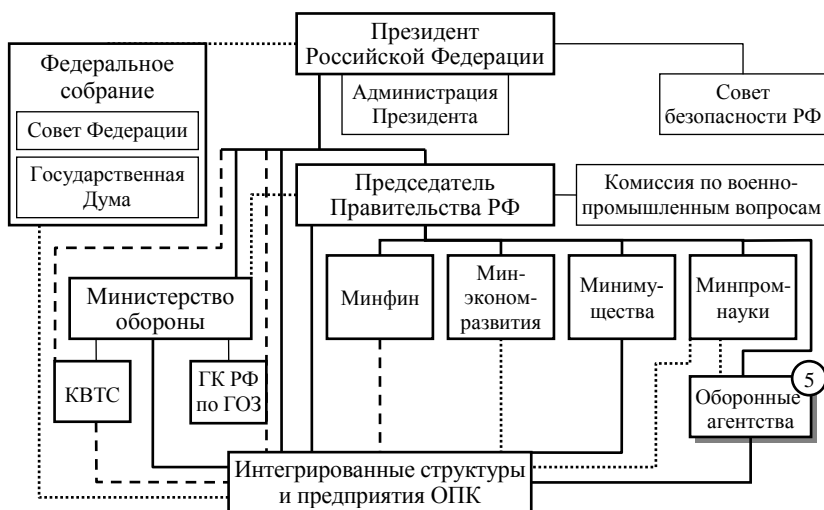 Президент
Российской Федерации
Федеральное
собрание
Совет Федерации
Государственная
Дума
Администрация
Президента
Совет
безопасности РФ
Председатель
Правительства РФ
Комиссия по военно-
промышленным вопросам
Министерство
обороны
Минфин
Мин-
эконом-
развития
Минимму-
щества
Минпром-
науки
КВТС
ГК РФ
по ГОЗ
5
Оборонные
агентства
Интегрированные структуры
и предприятия ОПК